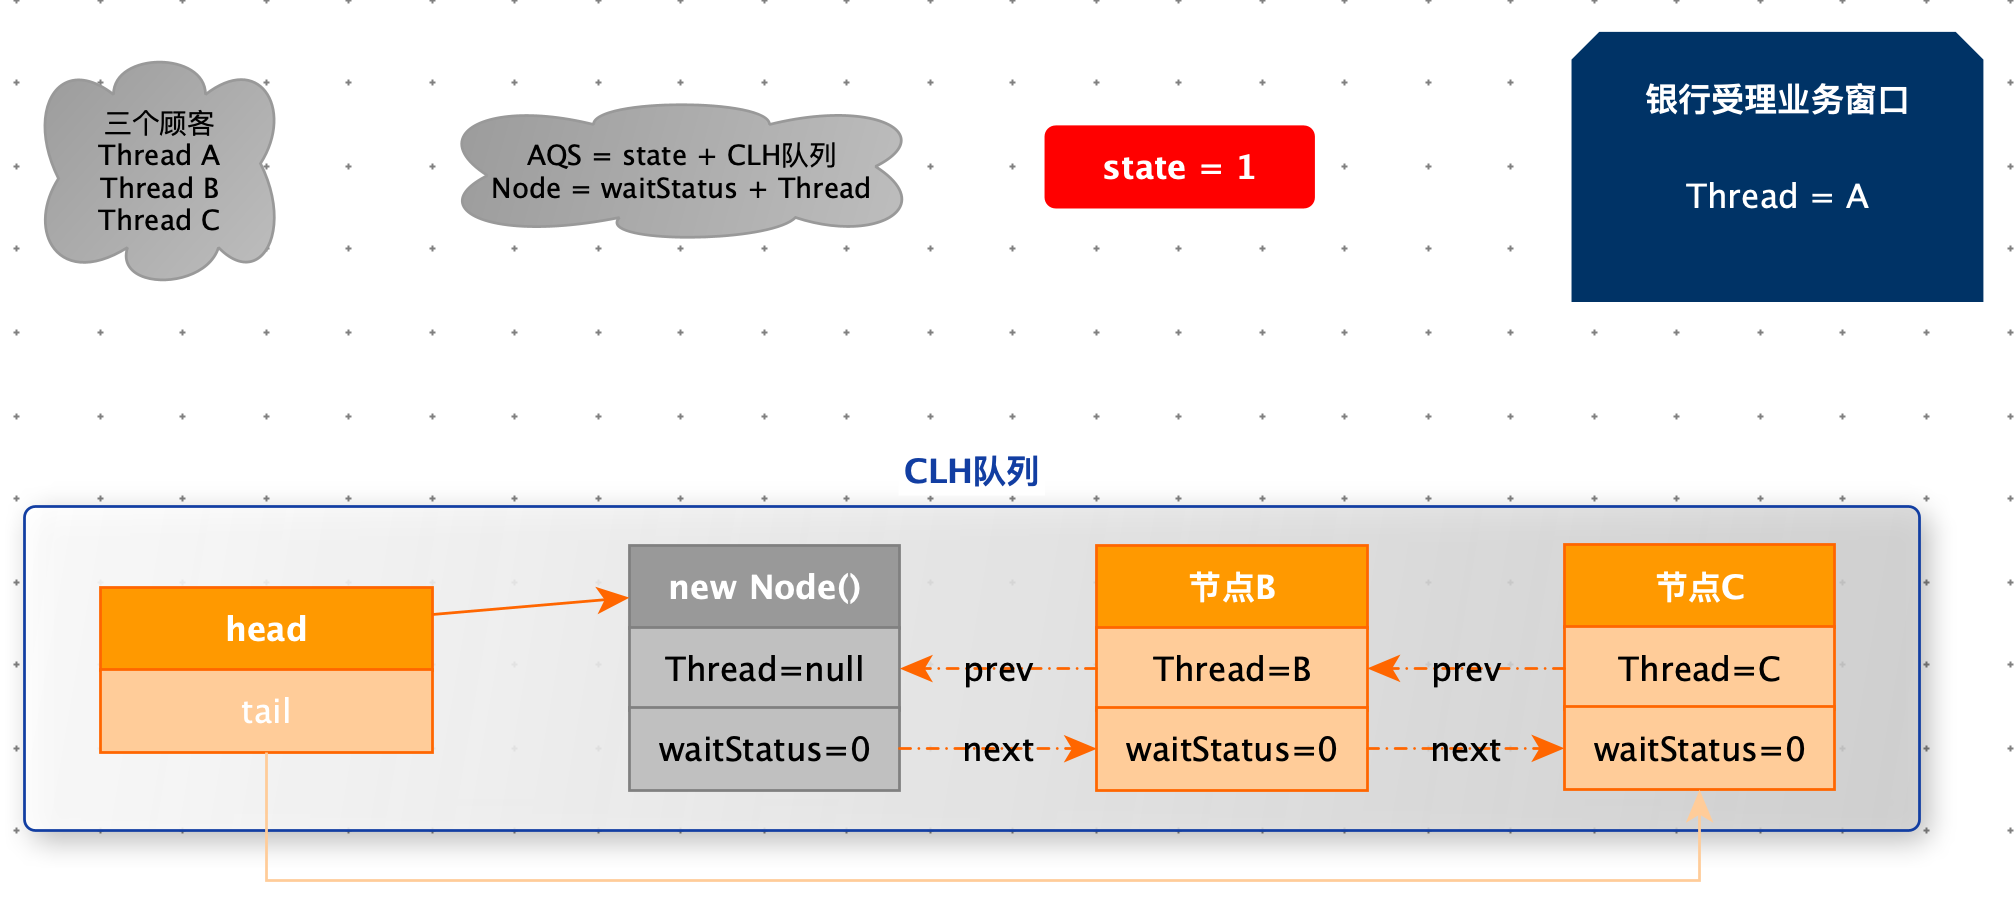 三个顾客
Thread A
Thread B
Thread C
AQS = state + CLH队列
Node = waitStatus + Thread
state = 1
银行受理业务窗口
Thread = A
CLH队列
head
tail
new Node()
Thread=null
waitStatus=0
prev
next
节点B
Thread=B
waitStatus=0
prev
next
节点C
Thread=C
waitStatus=0